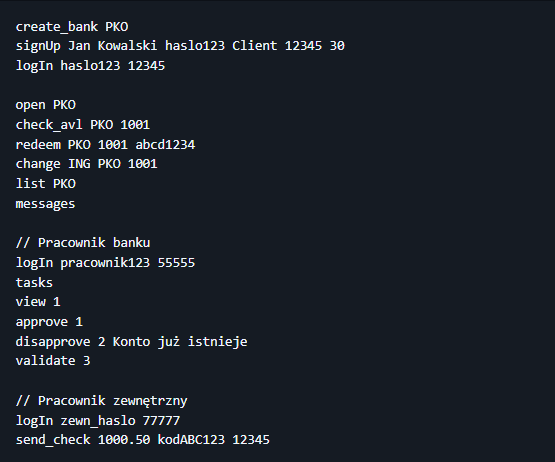 create_bank PKO
signUp Jan Kowalski haslo123 Client 12345 30
logIn haslo123 12345
open PKO
check_avl PKO 1001
redeem PKO 1001 abcd1234
change ING PKO 1001
list PKO
messages
// Pracownik banku
logIn pracownik123 55555
tasks
view 1
approve 1
disapprove 2 Konto już istnieje
validate 3
// Pracownik zewnętrzny
logIn zewn_haslo 77777
send_check 1000.50 kodABC123 12345